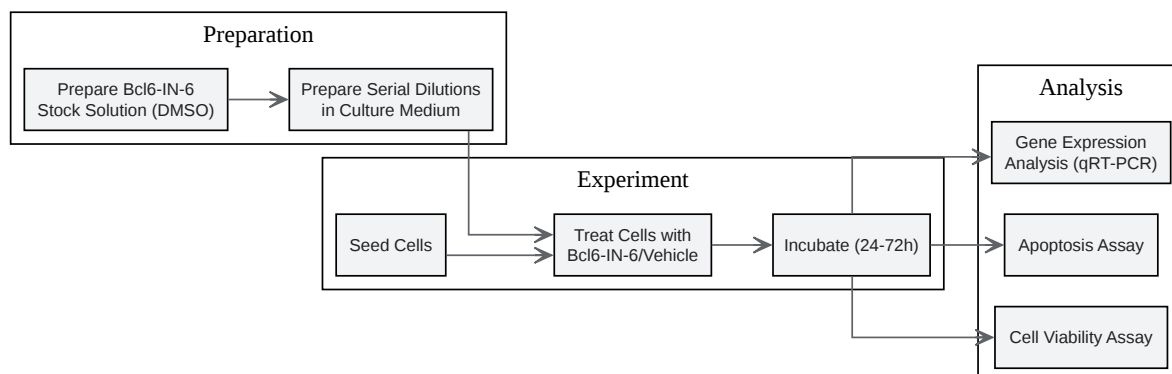 Preparation
Prepare Bcl6-IN-6
Stock Solution (DMSO)
Prepare Serial Dilutions
in Culture Medium
Experiment
Seed Cells
Treat Cells with
Bcl6-IN-6/Vehicle
Incubate (24-72h)
Analysis
Gene Expression
Analysis (qRT-PCR)
Apoptosis Assay
Cell Viability Assay